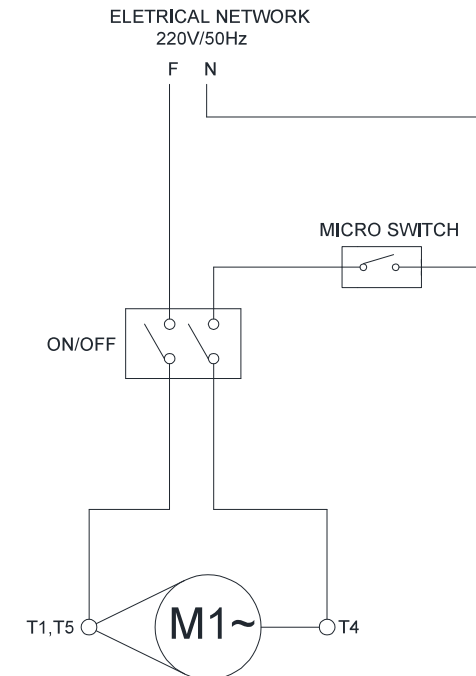 ELETRICAL NETWORK
220V/50Hz
F N
MICRO SWITCH
ON/OFF
T1,T5
M1~
T4